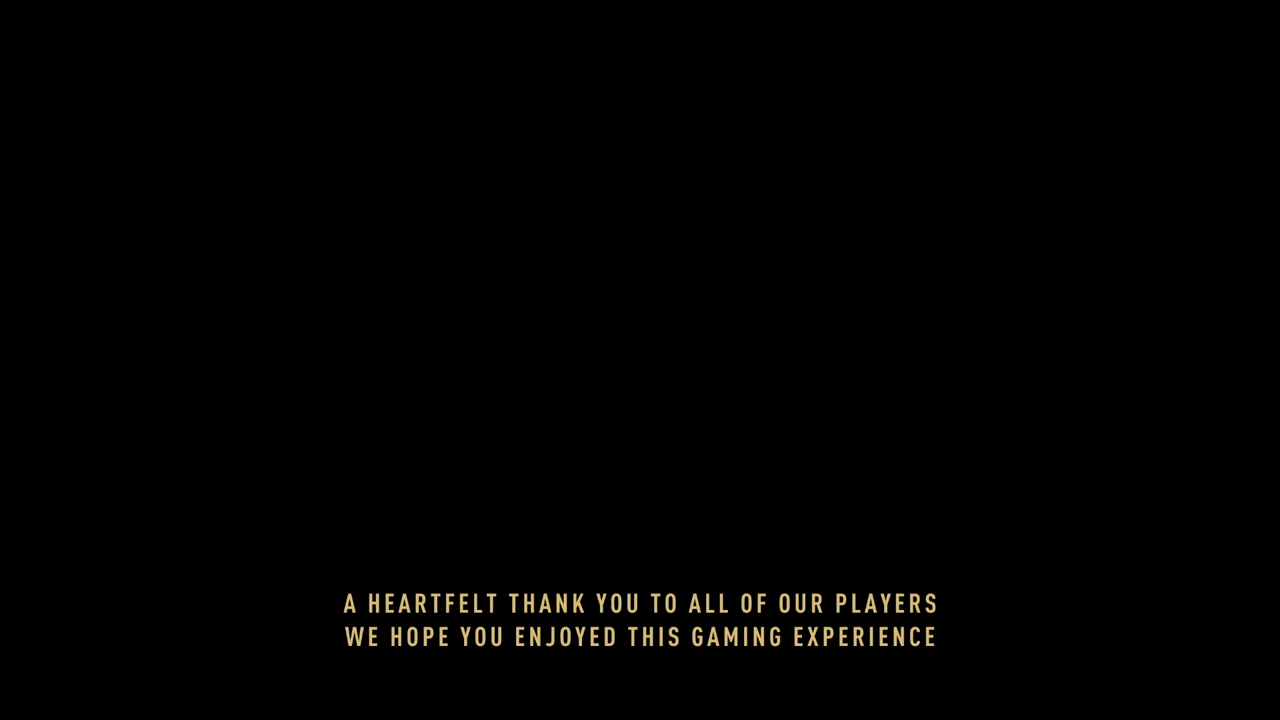 A HEARTFELT THANK YOU TO ALL OF OUR PLAYERS
WE HOPE YOU ENJOYED THIS GAMING EXPERIENCE